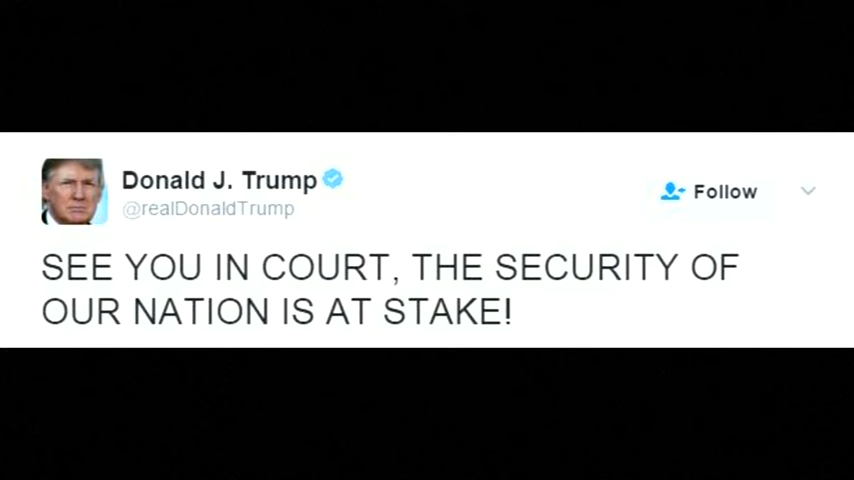 Donald J. Trump
@realDonaldTrump
Follow
SEE YOU IN COURT, THE SECURITY OF
OUR NATION IS AT STAKE!